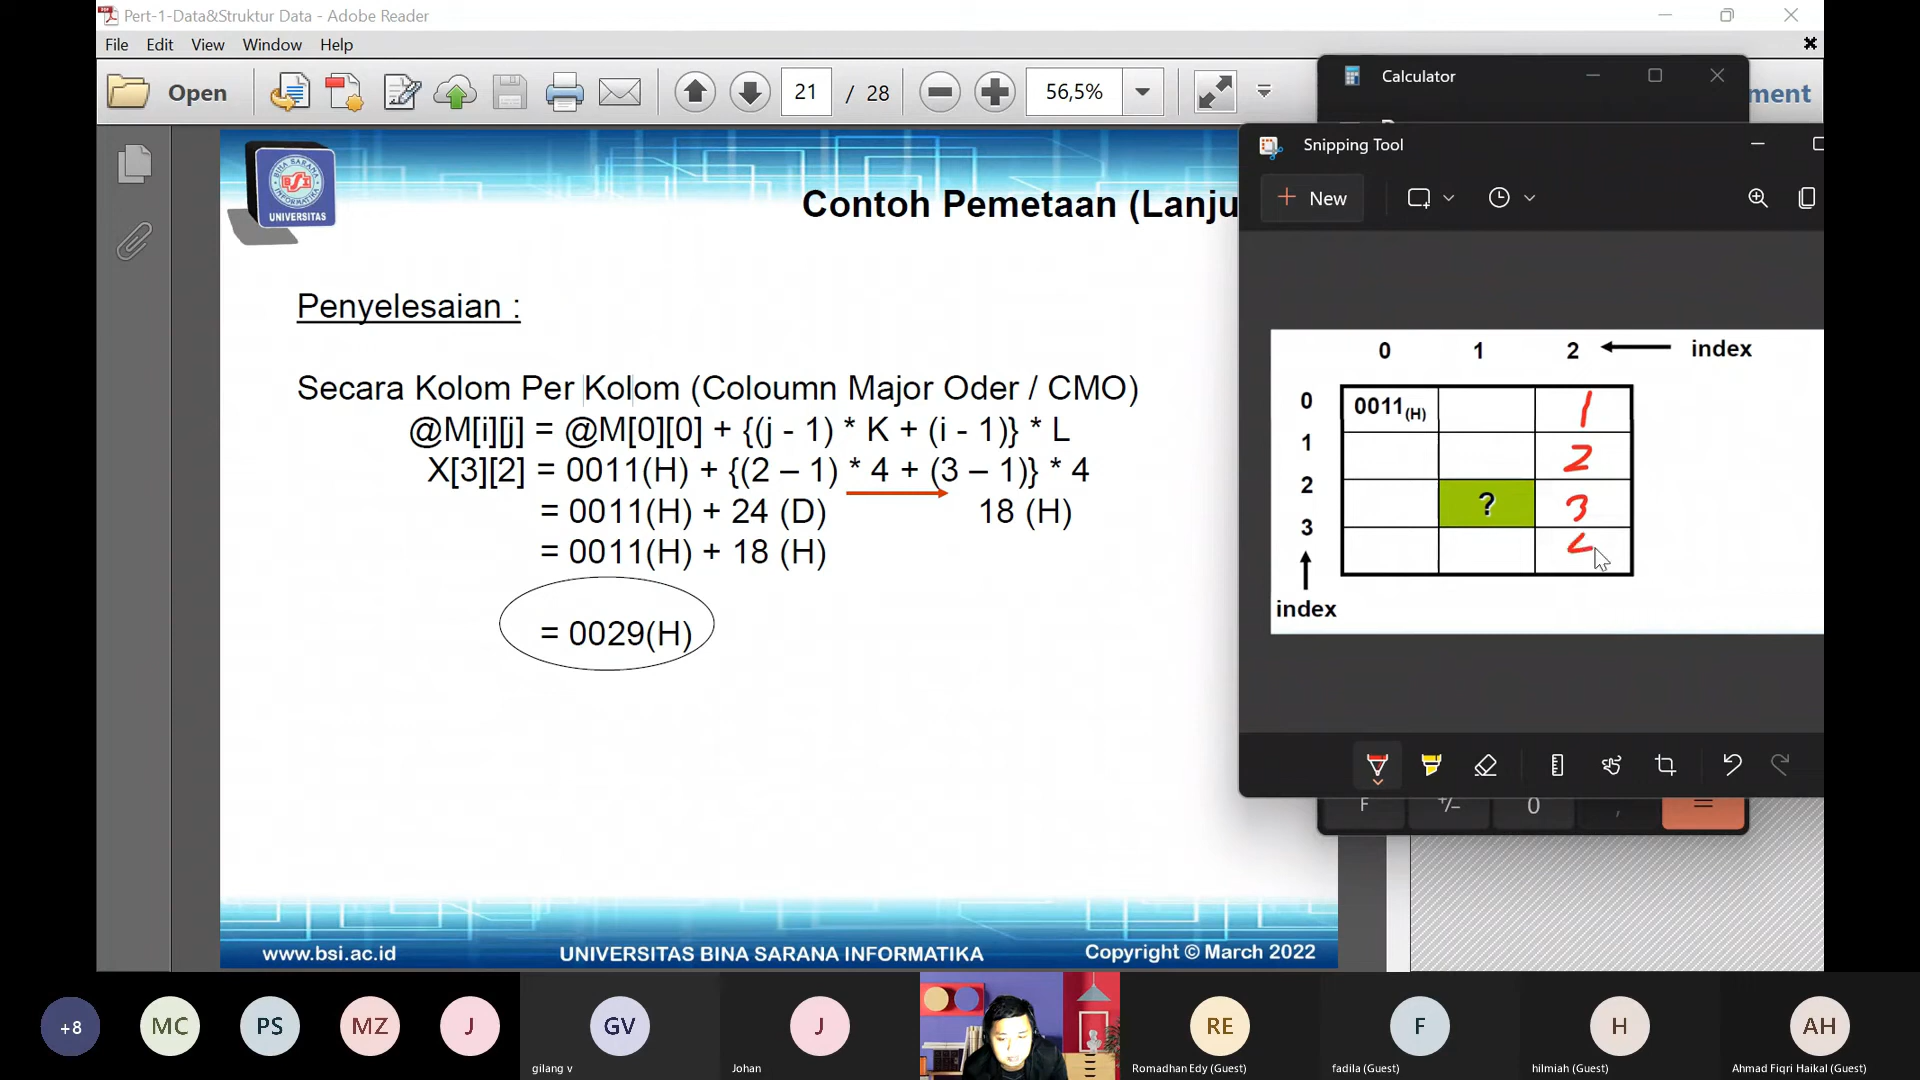 Pert-1-Data&Struktur Data - Adobe Reader
File Edit View Window Help
Open 21 / 28 56,5%
Calculator
ment
Snipping Tool
New
BINA SARANA INFORMATIKA
BSI
UNIVERSITAS
Contoh Pemetaan (Lanju
Penyelesaian :
Secara Kolom Per Kolom (Coloumn Major Oder / CMO)
@M[i][j] = @M[0][0] + {(j - 1) * K + (i - 1)} * L
X[3][2] = 0011(H) + {(2 – 1) * 4 + (3 – 1)} * 4
= 0011(H) + 24 (D) 18 (H)
= 0011(H) + 18 (H)
= 0029(H)
0 1 2 index
0 0011(H) 1
1 2
2 ? 3
3 4
index
F +/- 0 , =
www.bsi.ac.id UNIVERSITAS BINA SARANA INFORMATIKA Copyright © March 2022
+8 MC PS MZ J GV J RE F H AH
gilang v Johan Romadhan Edy (Guest) fadila (Guest) hilmiah (Guest) Ahmad Fiqri Haikal (Guest)